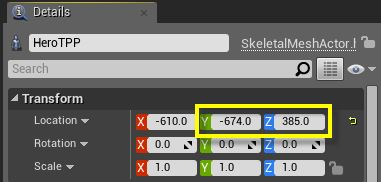 Details
HeroTPP SkeletalMeshActor.h
Search
Transform
Location X -610.0 Y -674.0 Z 385.0
Rotation X 0.0 Y 0.0 Z 0.0
Scale X 1.0 Y 1.0 Z 1.0